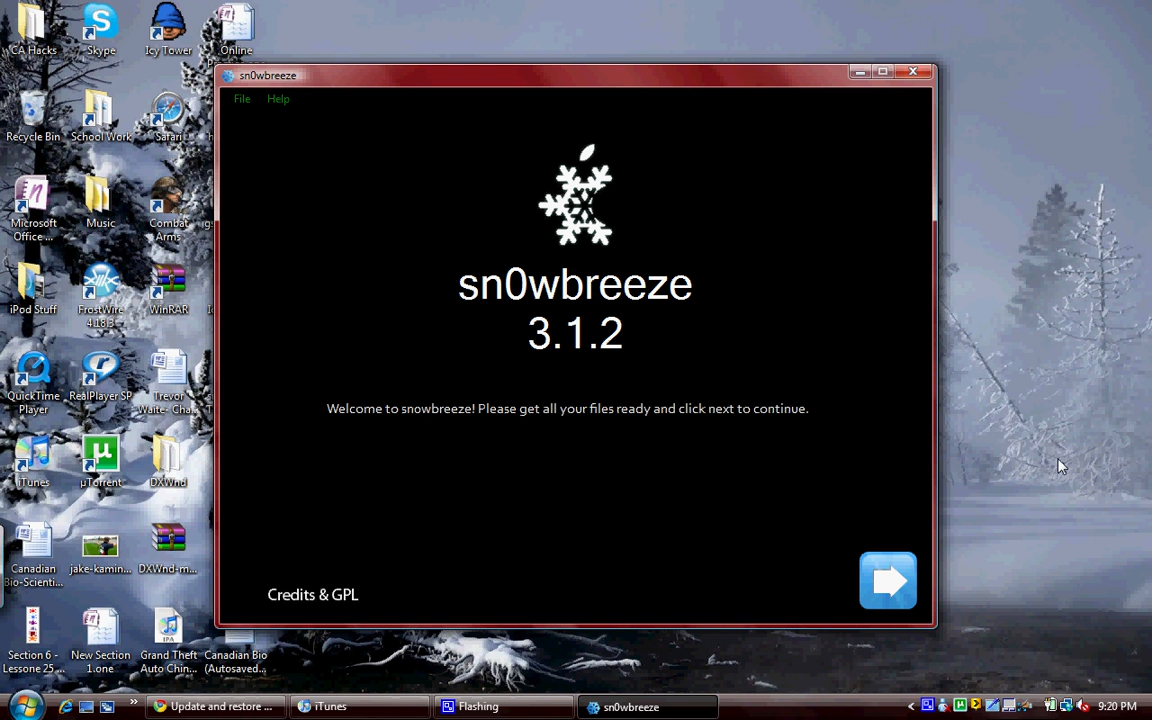 CA Hacks
Skype
Icy Tower
Online
Recycle Bin
School Work
Safari
Microsoft
Office ...
Music
Combat
Arms
iPod Stuff
FrostWire
4.18.3
WinRAR
QuickTime
Player
RealPlayer SP
Trevor
Waite- Cha...
iTunes
µTorrent
DXWnd
Canadian
Bio-Scienti...
jake-kamin...
DXWnd-m...
Section 6 -
Lessone 25 ...
New Section
1.one
Grand Theft
Auto Chin...
Canadian Bio
(Autosaved...
sn0wbreeze
File Help
sn0wbreeze
3.1.2
Welcome to snowbreeze! Please get all your files ready and click next to continue.
Credits & GPL
Update and restore ...
iTunes
Flashing
sn0wbreeze
9:20 PM